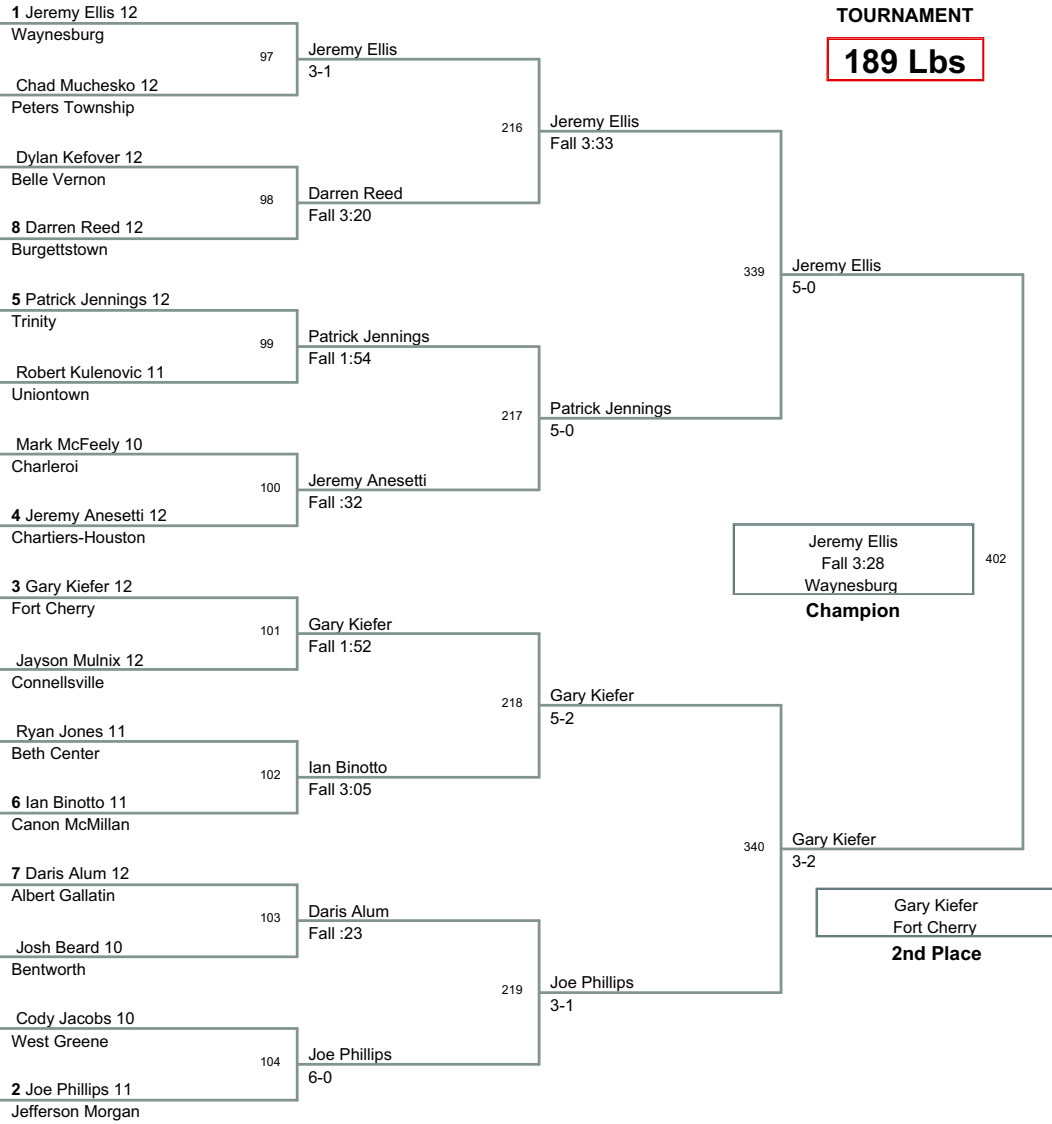 TOURNAMENT
189 Lbs
1 Jeremy Ellis 12
Waynesburg
97
Chad Muchesko 12
Peters Township
Dylan Kefover 12
Belle Vernon
98
8 Darren Reed 12
Burgettstown
5 Patrick Jennings 12
Trinity
99
Robert Kulenovic 11
Uniontown
Mark McFeely 10
Charleroi
100
4 Jeremy Anesetti 12
Chartiers-Houston
3 Gary Kiefer 12
Fort Cherry
101
Jayson Mulnix 12
Connellsville
Ryan Jones 11
Beth Center
102
6 Ian Binotto 11
Canon McMillan
7 Daris Alum 12
Albert Gallatin
103
Josh Beard 10
Bentworth
Cody Jacobs 10
West Greene
104
2 Joe Phillips 11
Jefferson Morgan
Jeremy Ellis
3-1
216
Darren Reed
Fall 3:20
Patrick Jennings
Fall 1:54
217
Jeremy Anesetti
Fall :32
Gary Kiefer
Fall 1:52
218
Ian Binotto
Fall 3:05
Daris Alum
Fall :23
219
Joe Phillips
6-0
Jeremy Ellis
Fall 3:33
339
Patrick Jennings
5-0
Gary Kiefer
5-2
340
Joe Phillips
3-1
Jeremy Ellis
5-0
402
Gary Kiefer
3-2
Jeremy Ellis
Fall 3:28
Waynesburg
Champion
Gary Kiefer
Fort Cherry
2nd Place